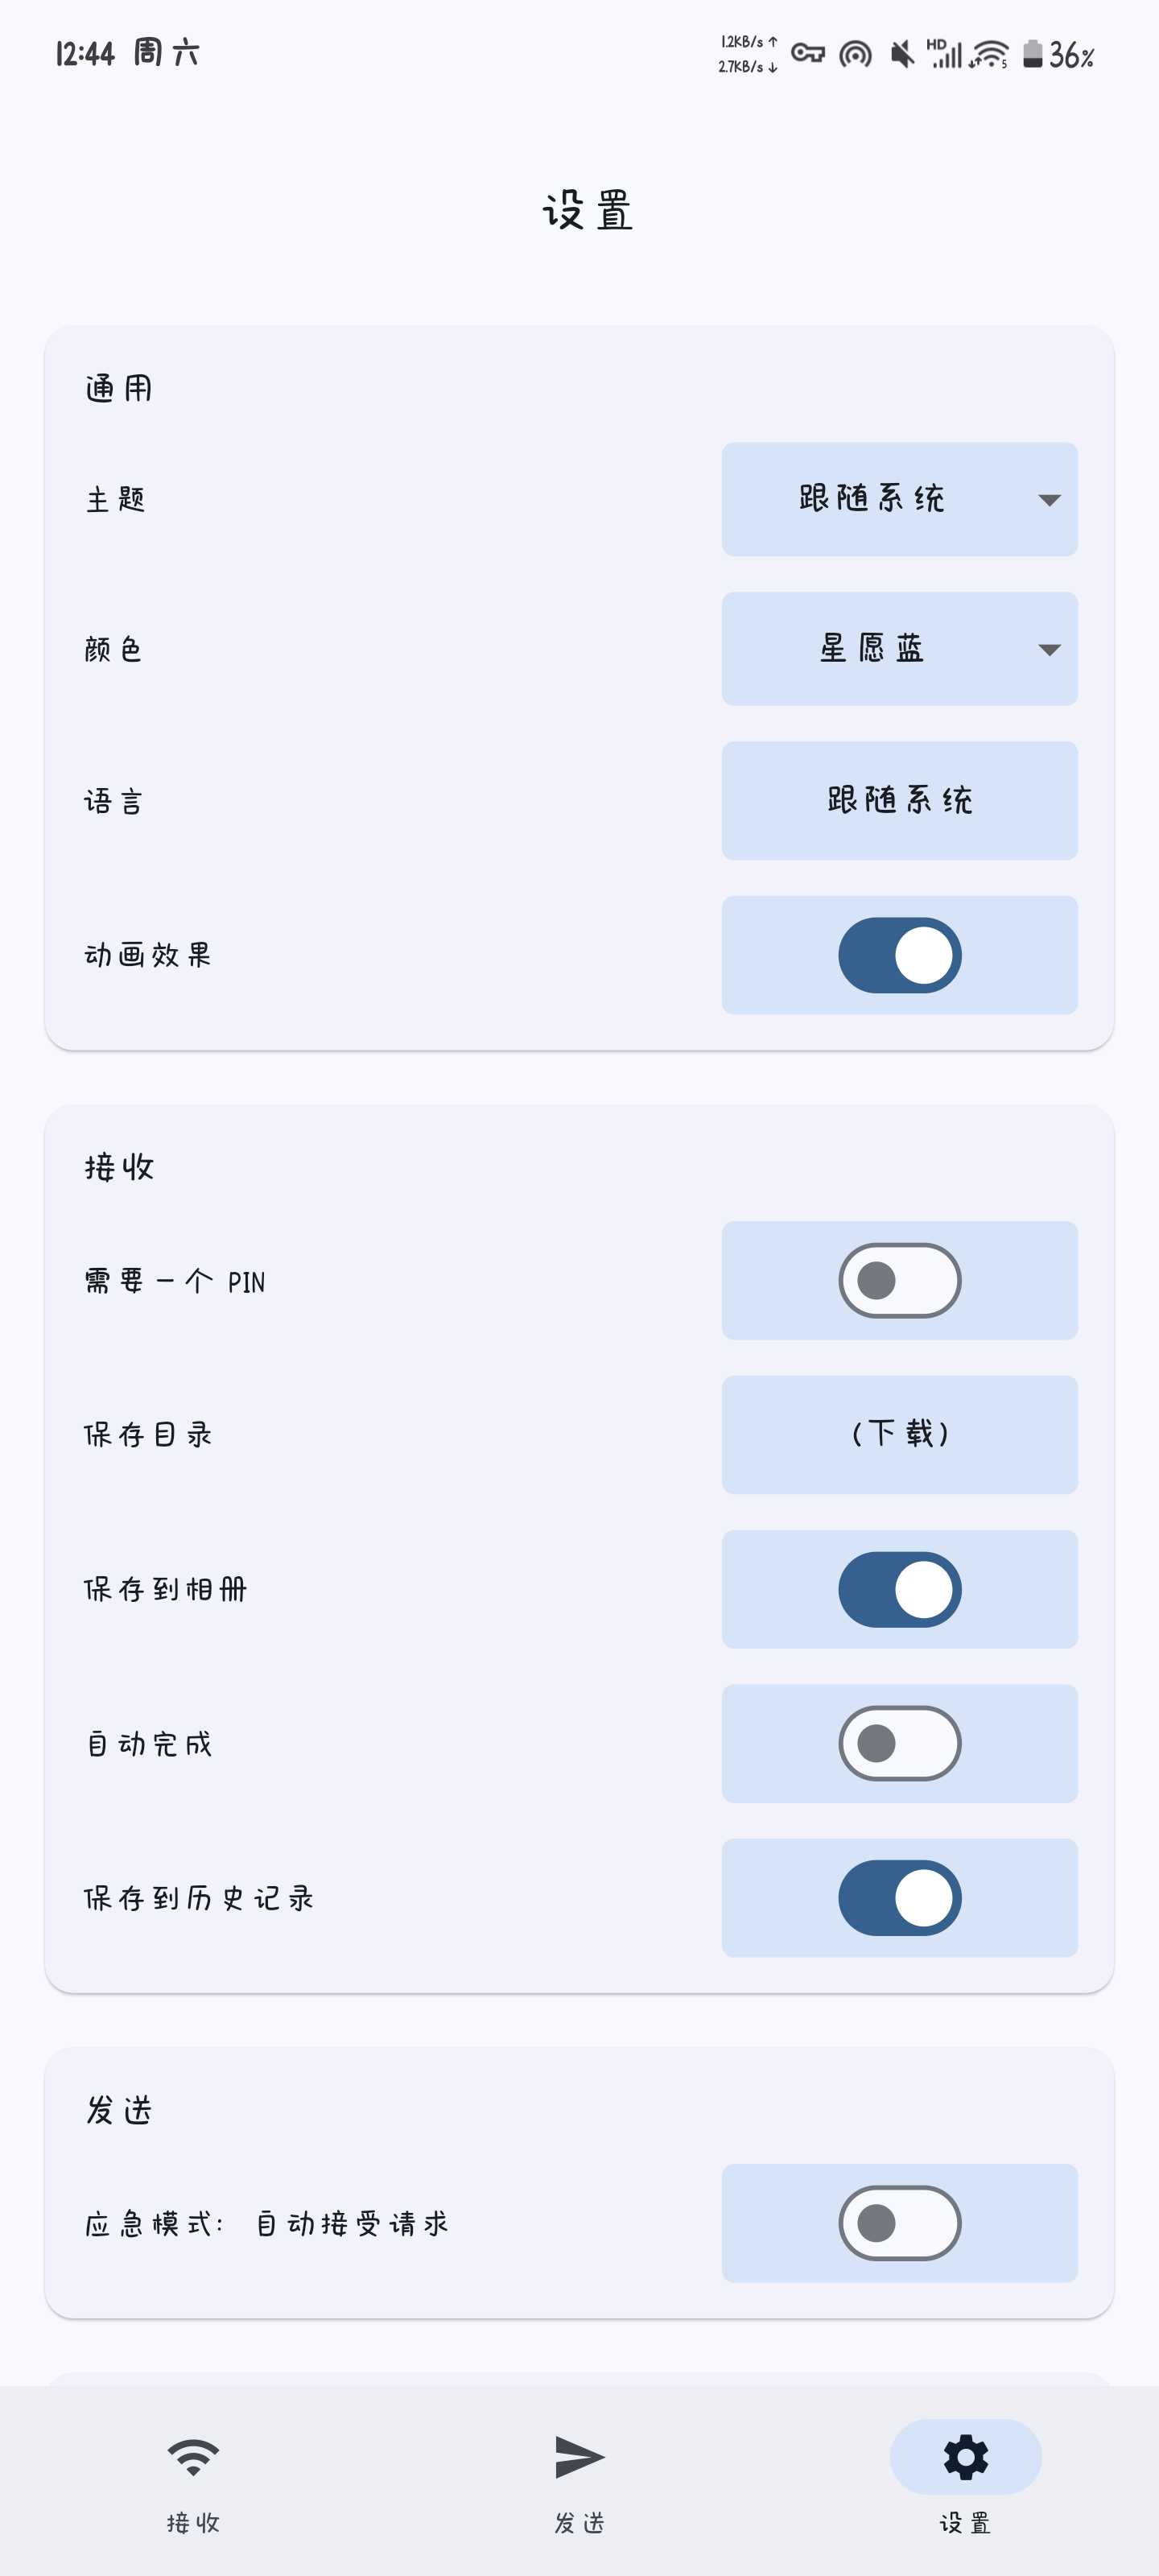 12:44 周六 1.2KB/s ↑ HD 5 36%
2.7KB/s ↓
设置
通用
主题 跟随系统
颜色 星愿蓝
语言 跟随系统
动画效果
接收
需要一个 PIN
保存目录 (下载)
保存到相册
自动完成
保存到历史记录
发送
应急模式: 自动接受请求
接收 发送 设置